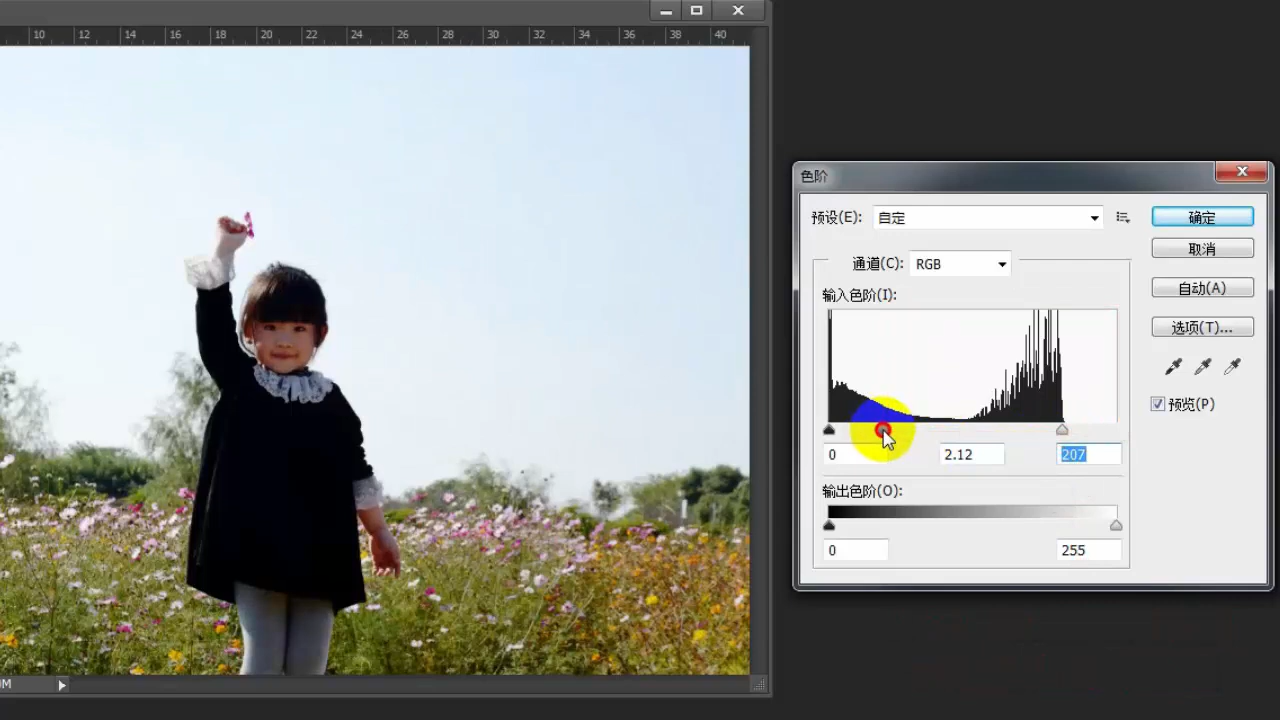 10 12 14 16 18 20 22 24 26 28 30 32 34 36 38 40
色阶
预设(E): 自定
确定
取消
通道(C): RGB
自动(A)
输入色阶(I):
选项(T)...
预览(P)
0 2.12 207
输出色阶(O):
0 255
M